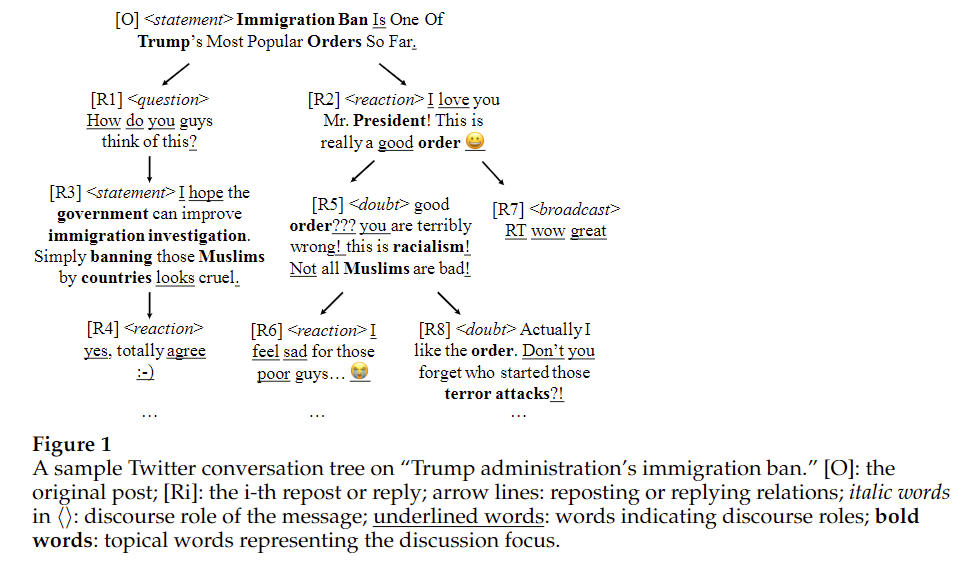 [O] <statement> Immigration Ban Is One Of
Trump's Most Popular Orders So Far.
[R1] <question>
How do you guys
think of this?
[R2] <reaction> I love you
Mr. President! This is
really a good order 😀
[R3] <statement> I hope the
government can improve
immigration investigation.
Simply banning those Muslims
by countries looks cruel.
[R5] <doubt> good
order??? you are terribly
wrong! this is racialism!
Not all Muslims are bad!
[R7] <broadcast>
RT wow great
[R4] <reaction>
yes, totally agree
:-)
...
[R6] <reaction> I
feel sad for those
poor guys... 😭
...
[R8] <doubt> Actually I
like the order. Don't you
forget who started those
terror attacks?!
...
Figure 1
A sample Twitter conversation tree on “Trump administration's immigration ban.” [O]: the
original post; [Ri]: the i-th repost or reply; arrow lines: reposting or replying relations; italic words
in ⟨⟩: discourse role of the message; underlined words: words indicating discourse roles; bold
words: topical words representing the discussion focus.